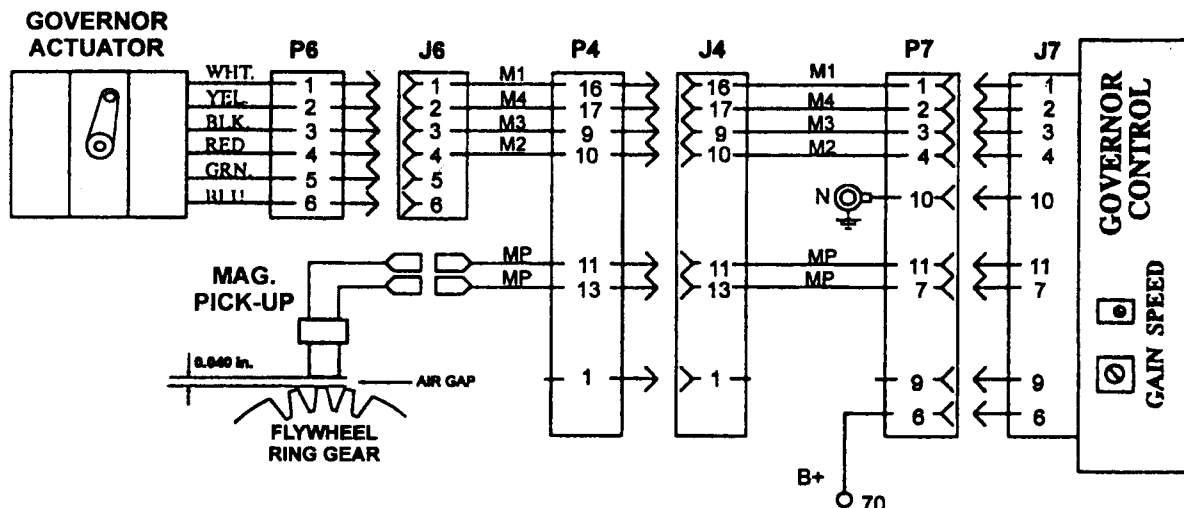 GOVERNOR
ACTUATOR
P6 J6 P4 J4 P7 J7
WHT. 1 1 M1 16 16 M1 1 1
YEL. 2 2 M4 17 17 M4 2 2
BLK. 3 3 M3 9 9 M3 3 3
RED 4 4 M2 10 10 M2 4 4
GRN. 5 5
BLU 6 6
N 10 10
MP 11 11 MP 11 11
MP 13 13 MP 7 7
1 1 9 9
6 6
B+
70
MAG.
PICK-UP
0.040 in.
AIR GAP
FLYWHEEL
RING GEAR
GOVERNOR
CONTROL
GAIN SPEED